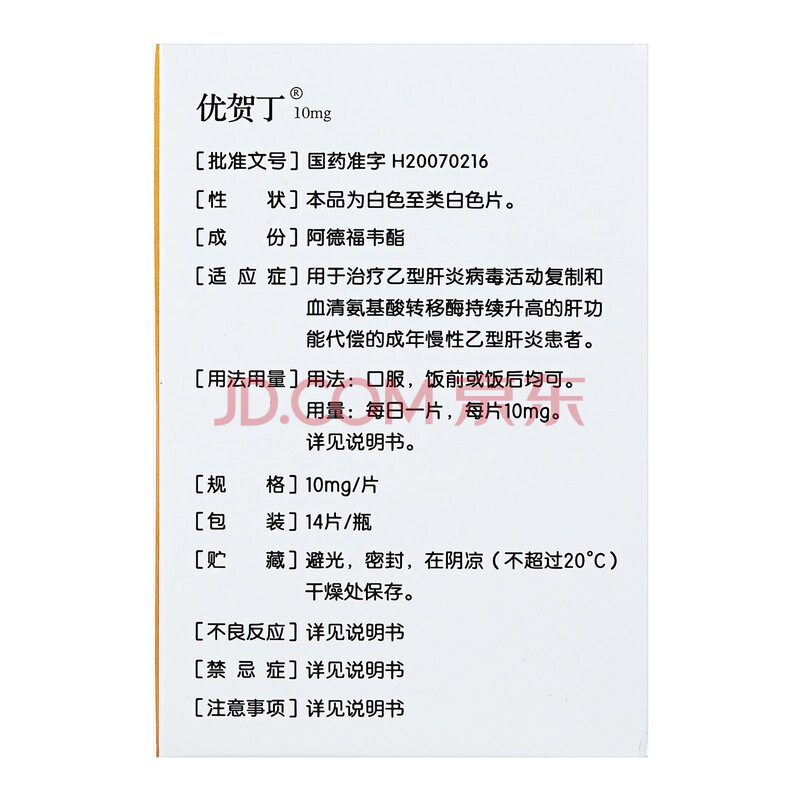 优贺丁® 10mg
[批准文号] 国药准字 H20070216
[性 状] 本品为白色至类白色片。
[成 份] 阿德福韦酯
[适 应 症] 用于治疗乙型肝炎病毒活动复制和
血清氨基酸转移酶持续升高的肝功
能代偿的成年慢性乙型肝炎患者。
[用法用量] 用法：口服，饭前或饭后均可。
JD.COM 京东
用量：每日一片，每片10mg。
详见说明书。
[规 格] 10mg/片
[包 装] 14片/瓶
[贮 藏] 避光，密封，在阴凉（不超过20°C）
干燥处保存。
[不良反应] 详见说明书
[禁 忌 症] 详见说明书
[注意事项] 详见说明书